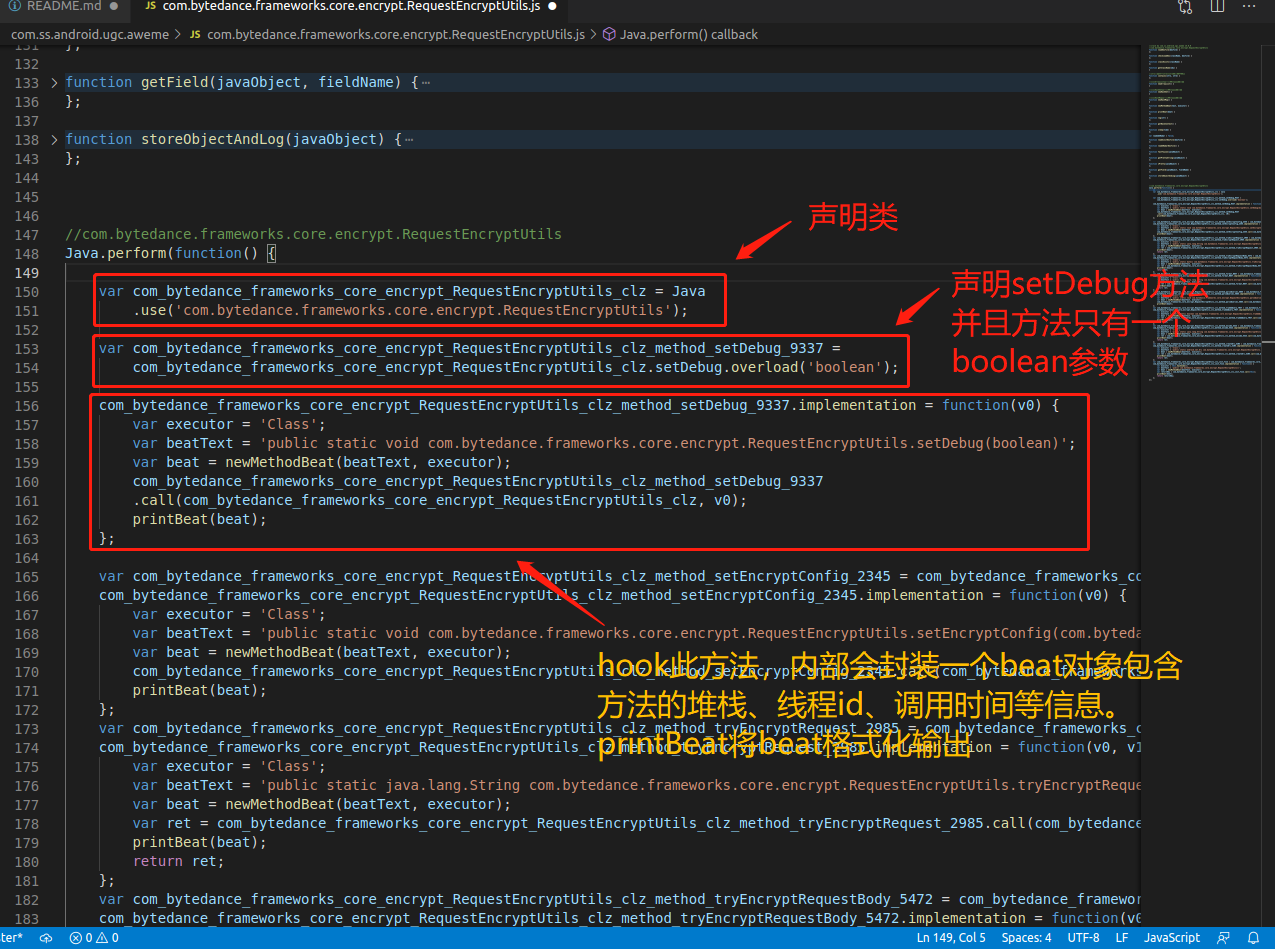 README.md
JS com.bytedance.frameworks.core.encrypt.RequestEncryptUtils.js
com.ss.android.ugc.aweme > JS com.bytedance.frameworks.core.encrypt.RequestEncryptUtils.js > Java.perform() callback
131 };
132
133 function getField(javaObject, fieldName) {⋯
136 };
137
138 function storeObjectAndLog(javaObject) {⋯
143 };
144
145
146
声明类
147 //com.bytedance.frameworks.core.encrypt.RequestEncryptUtils
148 Java.perform(function() {
149
声明setDebug方法
并且方法只有一个
boolean参数
150 var com_bytedance_frameworks_core_encrypt_RequestEncryptUtils_clz = Java
151 .use('com.bytedance.frameworks.core.encrypt.RequestEncryptUtils');
152
153 var com_bytedance_frameworks_core_encrypt_RequestEncryptUtils_clz_method_setDebug_9337 =
154 com_bytedance_frameworks_core_encrypt_RequestEncryptUtils_clz.setDebug.overload('boolean');
155
156 com_bytedance_frameworks_core_encrypt_RequestEncryptUtils_clz_method_setDebug_9337.implementation = function(v0) {
157 var executor = 'Class';
158 var beatText = 'public static void com.bytedance.frameworks.core.encrypt.RequestEncryptUtils.setDebug(boolean)';
159 var beat = newMethodBeat(beatText, executor);
160 com_bytedance_frameworks_core_encrypt_RequestEncryptUtils_clz_method_setDebug_9337
161 .call(com_bytedance_frameworks_core_encrypt_RequestEncryptUtils_clz, v0);
162 printBeat(beat);
163 };
164
165 var com_bytedance_frameworks_core_encrypt_RequestEncryptUtils_clz_method_setEncryptConfig_2345 = com_bytedance_frameworks_co
166 com_bytedance_frameworks_core_encrypt_RequestEncryptUtils_clz_method_setEncryptConfig_2345.implementation = function(v0) {
167 var executor = 'Class';
168 var beatText = 'public static void com.bytedance.frameworks.core.encrypt.RequestEncryptUtils.setEncryptConfig(com.byteda
169 var beat = newMethodBeat(beatText, executor);
170 com_bytedance_frameworks_core_encrypt_RequestEncryptUtils_clz_method_setEncryptConfig_2345.call(com_bytedance_frameworks
171 printBeat(beat);
172 };
hook此方法，内部会封装一个beat对象包含
方法的堆栈、线程id、调用时间等信息。
printBeat将beat格式化输出
173 var com_bytedance_frameworks_core_encrypt_RequestEncryptUtils_clz_method_tryEncryptRequest_2985 = com_bytedance_frameworks_c
174 com_bytedance_frameworks_core_encrypt_RequestEncryptUtils_clz_method_tryEncryptRequest_2985.implementation = function(v0, v1
175 var executor = 'Class';
176 var beatText = 'public static java.lang.String com.bytedance.frameworks.core.encrypt.RequestEncryptUtils.tryEncryptReque
177 var beat = newMethodBeat(beatText, executor);
178 var ret = com_bytedance_frameworks_core_encrypt_RequestEncryptUtils_clz_method_tryEncryptRequest_2985.call(com_bytedance
179 printBeat(beat);
180 return ret;
181 };
182 var com_bytedance_frameworks_core_encrypt_RequestEncryptUtils_clz_method_tryEncryptRequestBody_5472 = com_bytedance_framewor
183 com_bytedance_frameworks_core_encrypt_RequestEncryptUtils_clz_method_tryEncryptRequestBody_5472.implementation = function(v0
ter* 0 0 Ln 149, Col 5 Spaces: 4 UTF-8 LF JavaScript